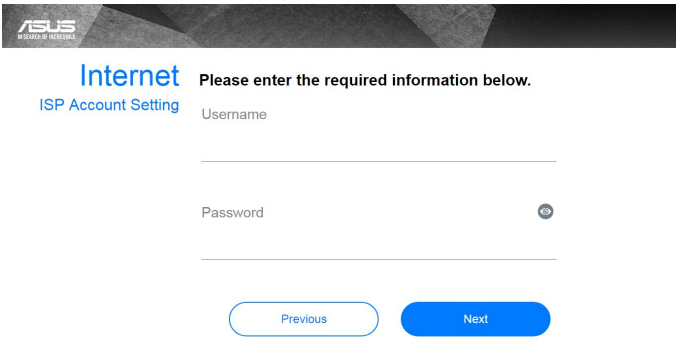 ASUS
IN SEARCH OF INCREDIBLE
Internet
ISP Account Setting
Please enter the required information below.
Username
Password
Previous
Next